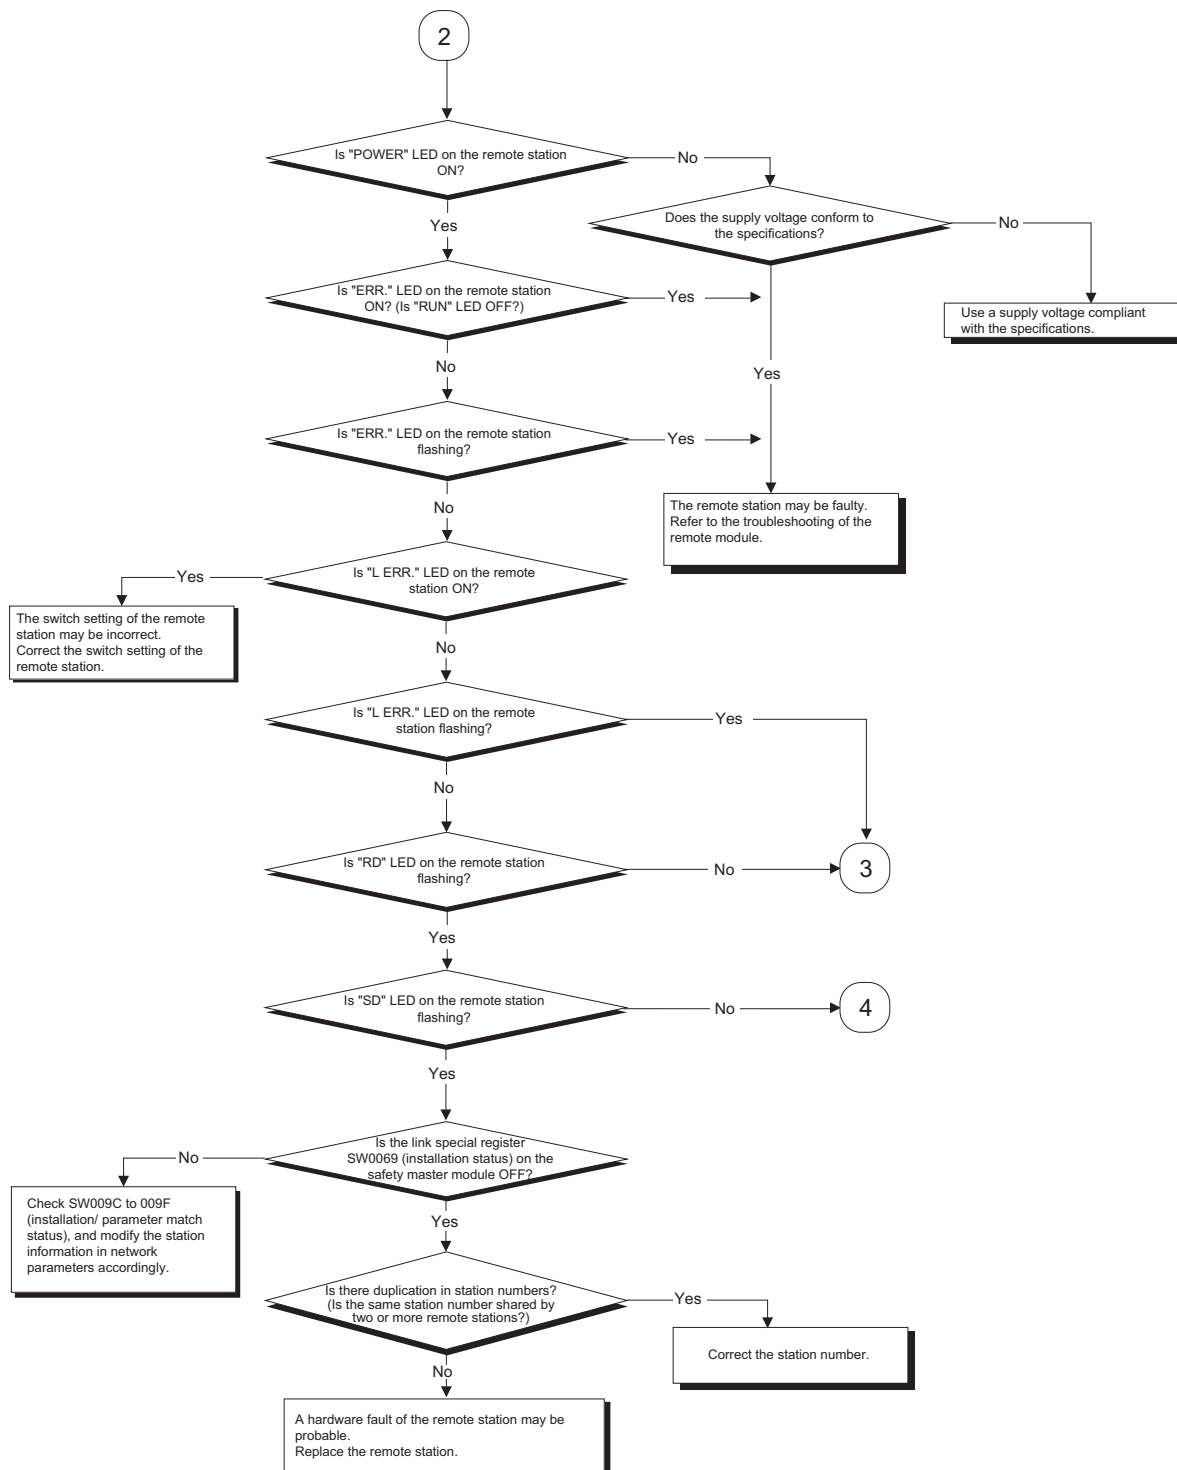 2
Is "POWER" LED on the remote station
ON?
No
Does the supply voltage conform to
the specifications?
No
Yes
Is "ERR." LED on the remote station
ON? (Is "RUN" LED OFF?)
Yes
Use a supply voltage compliant
with the specifications.
No
Yes
Is "ERR." LED on the remote station
flashing?
Yes
No
The remote station may be faulty.
Refer to the troubleshooting of the
remote module.
Is "L ERR." LED on the remote
station ON?
Yes
The switch setting of the remote
station may be incorrect.
Correct the switch setting of the
remote station.
No
Is "L ERR." LED on the remote
station flashing?
Yes
No
Is "RD" LED on the remote station
flashing?
No
3
Yes
Is "SD" LED on the remote station
flashing?
No
4
Yes
Is the link special register
SW0069 (installation status) on the
safety master module OFF?
No
Check SW009C to 009F
(installation/ parameter match
status), and modify the station
information in network
parameters accordingly.
Yes
Is there duplication in station numbers?
(Is the same station number shared by
two or more remote stations?)
Yes
Correct the station number.
No
A hardware fault of the remote station may be
probable.
Replace the remote station.